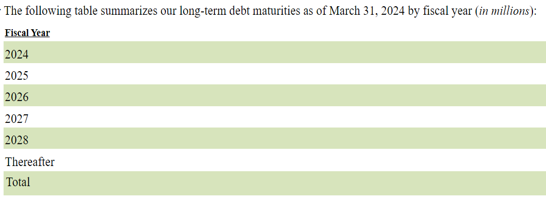 The following table summarizes our long-term debt maturities as of March 31, 2024 by fiscal year (in millions):
Fiscal Year
2024
2025
2026
2027
2028
Thereafter
Total